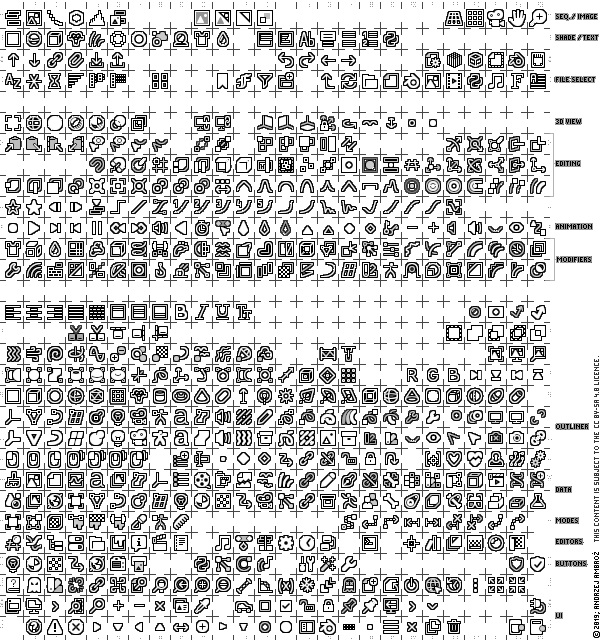 SEQ./IMAGE
SHADE/TEXT
FILE SELECT
3D VIEW
EDITING
ANIMATION
MODIFIERS
R G B
OUTLINER
DATA
MODES
EDITORS
BUTTONS
UI
©2019, ANDRZEJ AMBROŻ THIS CONTENT IS SUBJECT TO THE CC BY-SA 4.0 LICENCE.